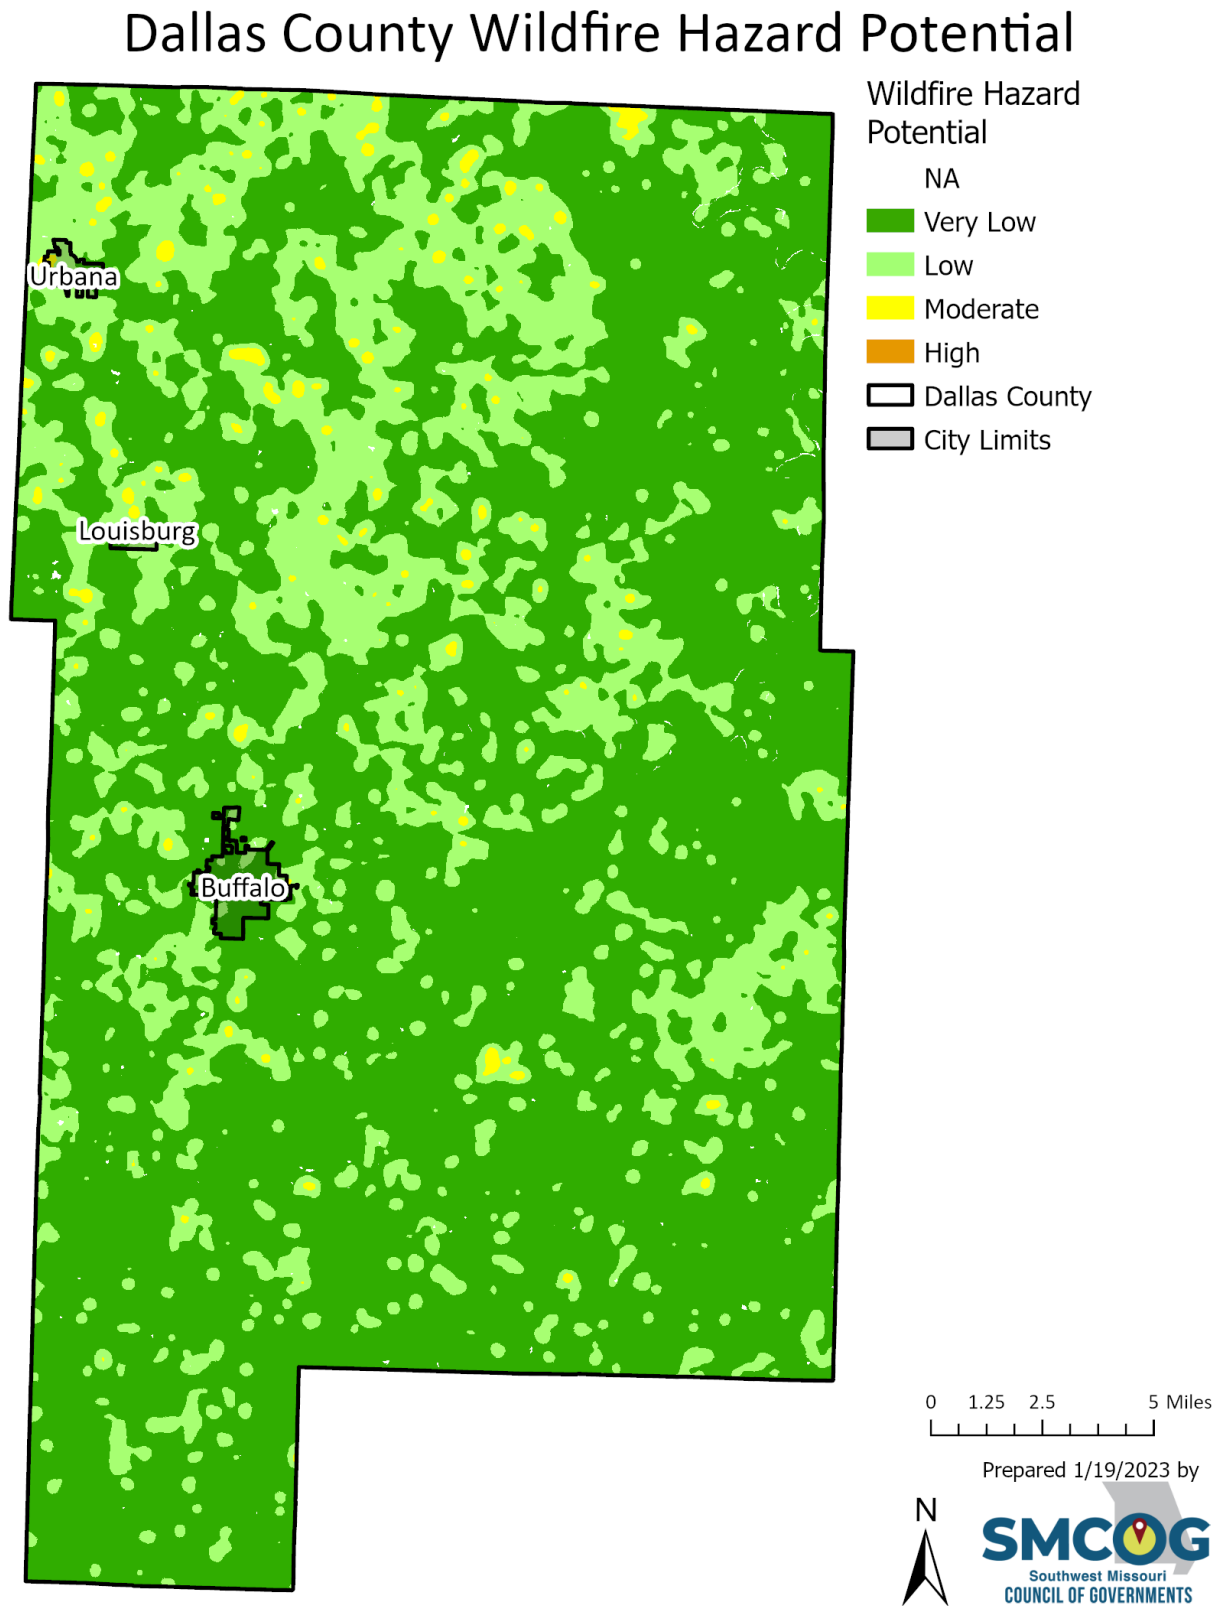 Dallas County Wildfire Hazard Potential
Wildfire Hazard
Potential
NA
Very Low
Low
Moderate
High
Dallas County
City Limits
Urbana
Louisburg
Buffalo
0 1.25 2.5 5 Miles
Prepared 1/19/2023 by
N
SMCOG
Southwest Missouri
COUNCIL OF GOVERNMENTS